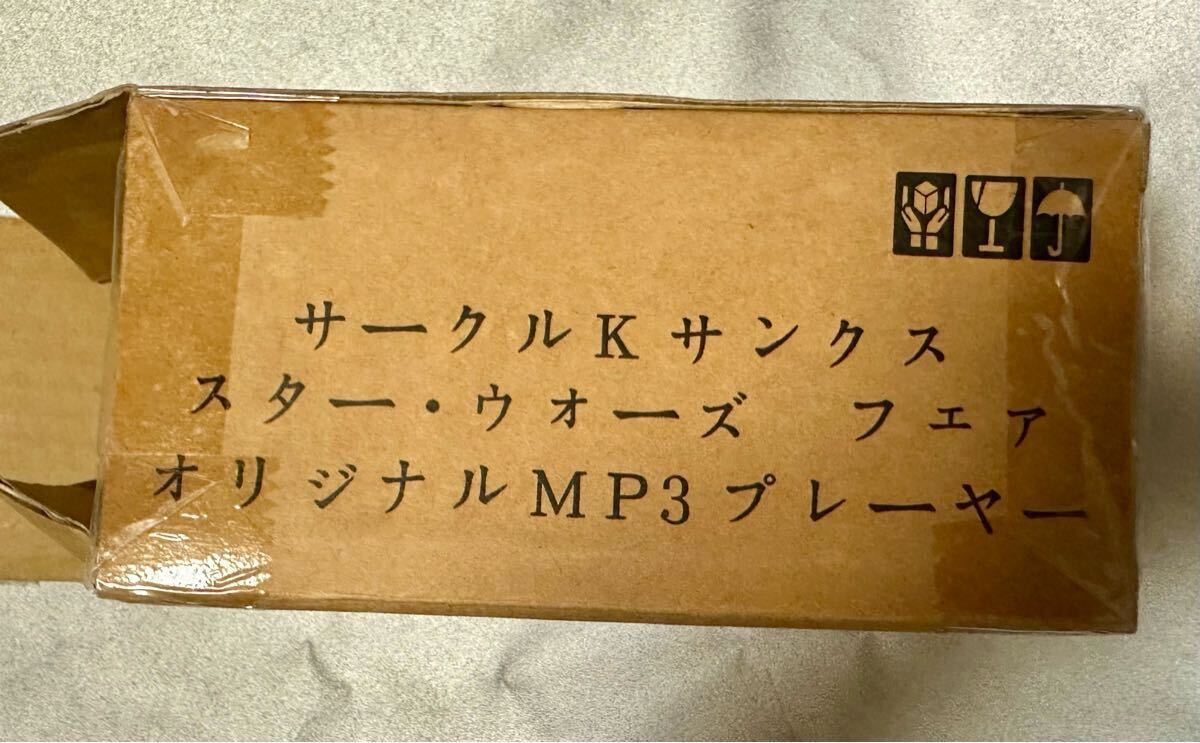 サークルKサンクス
スター・ウォーズ　フェア
オリジナルMP3プレーヤー